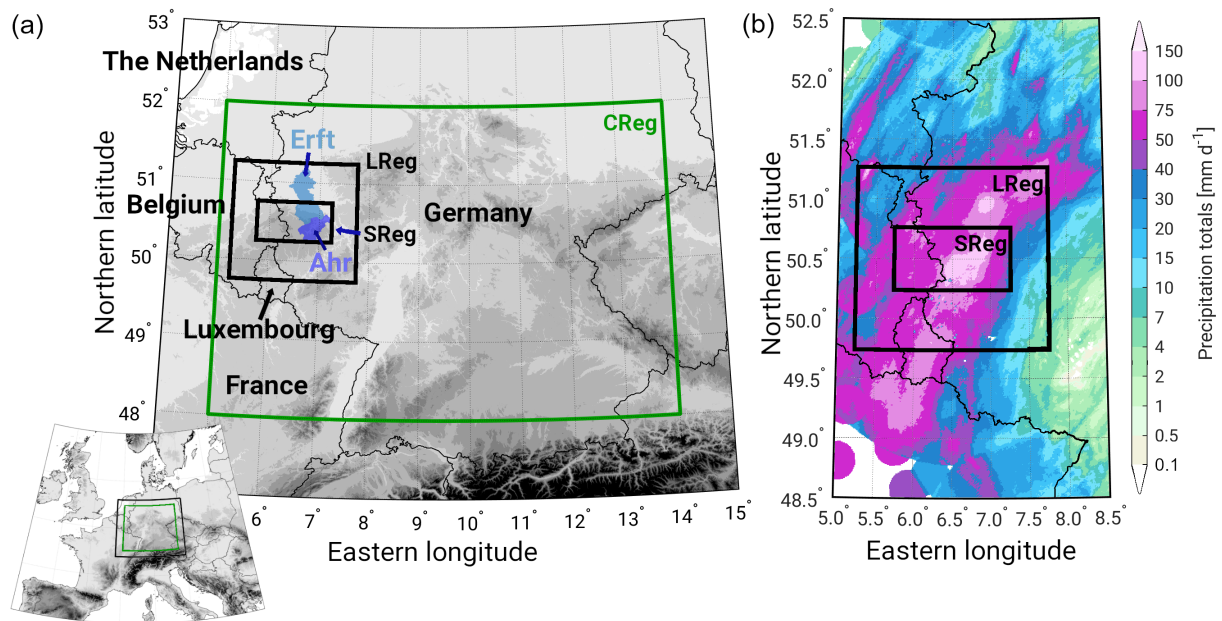 (a)
53°
52°
51°
50°
49°
48°
Northern latitude
The Netherlands
CReg
Erft
LReg
Belgium
Germany
SReg
Ahr
Luxembourg
France
6° 7° 8° 9° 10° 11° 12° 13° 14° 15°
Eastern longitude
(b)
52.5°
52.0°
51.5°
51.0°
50.5°
50.0°
49.5°
49.0°
48.5°
Northern latitude
LReg
SReg
5.0° 5.5° 6.0° 6.5° 7.0° 7.5° 8.0° 8.5°
Eastern longitude
150
100
75
50
40
30
20
15
10
7
4
2
1
0.5
0.1
Precipitation totals [mm d⁻¹]